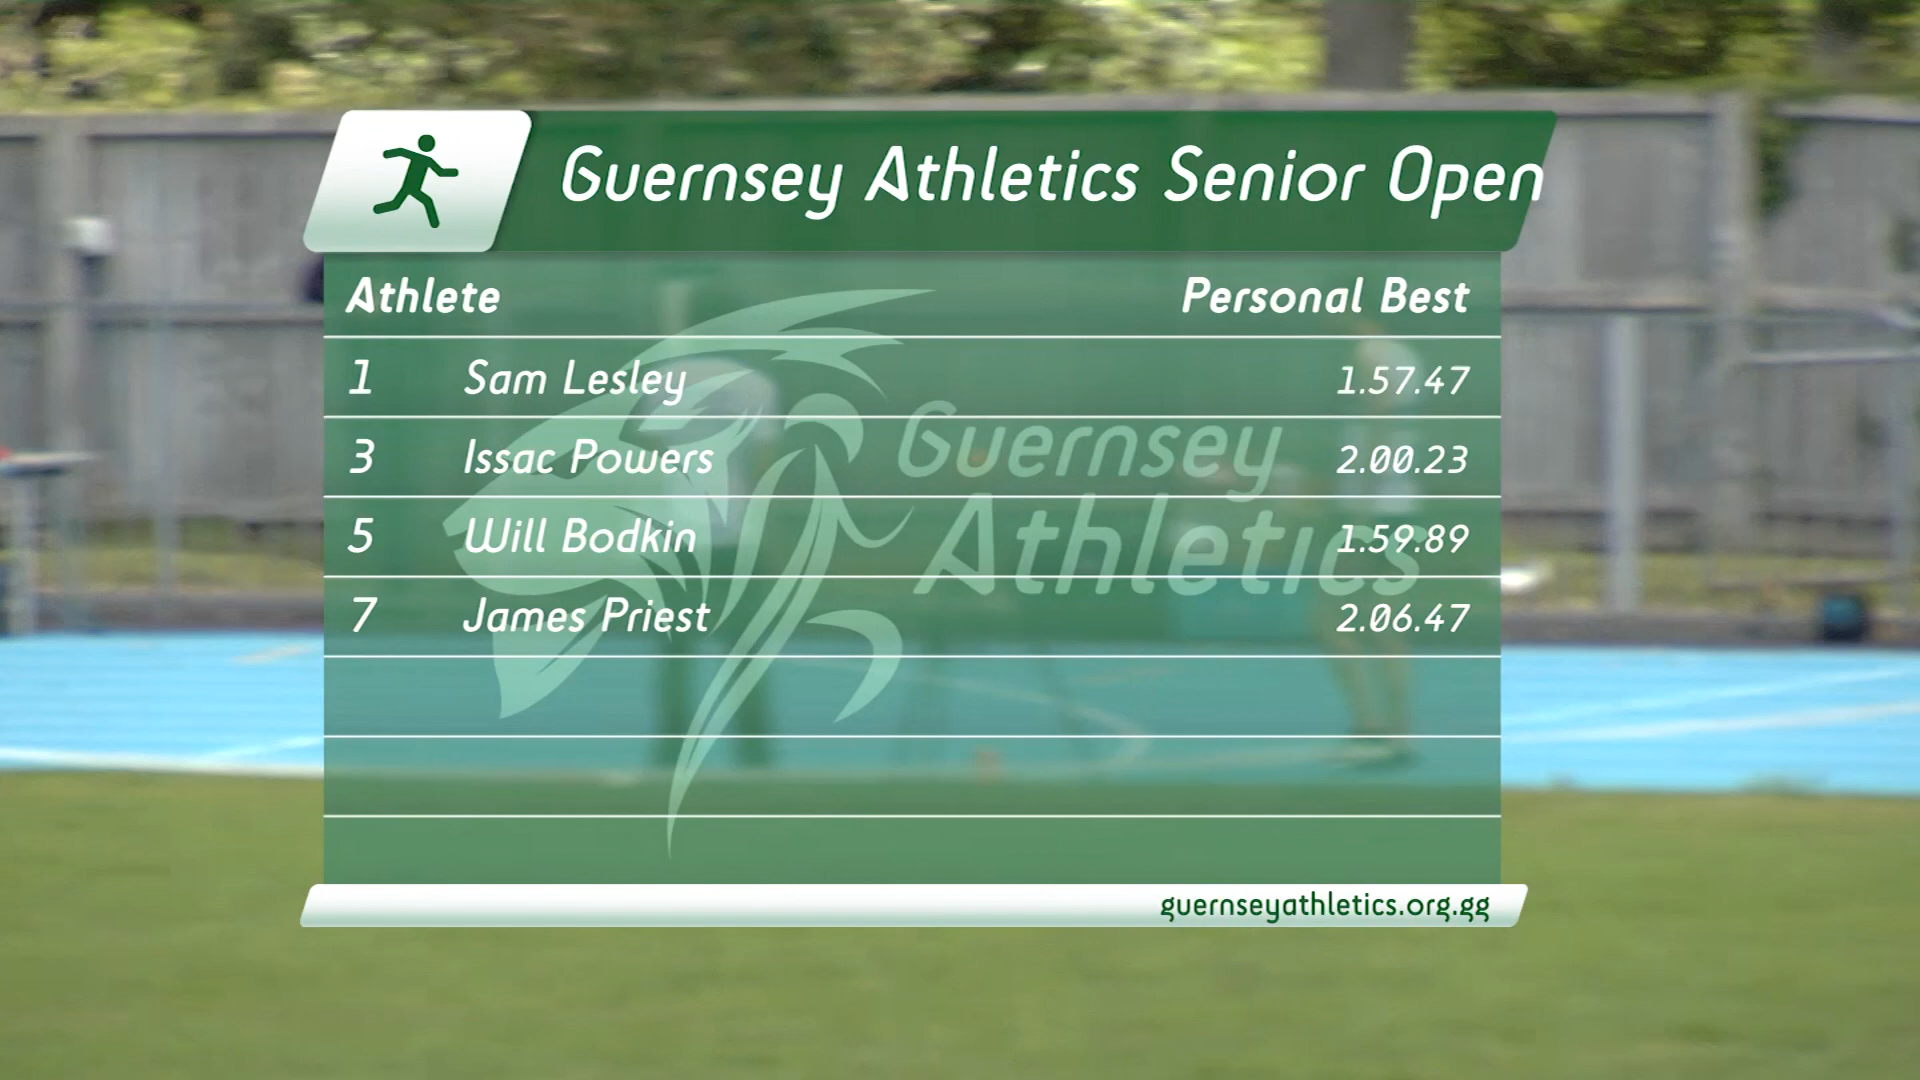 Guernsey Athletics Senior Open
Athlete Personal Best
1 Sam Lesley 1.57.47
3 Issac Powers 2.00.23
5 Will Bodkin 1.59.89
7 James Priest 2.06.47
Guernsey
Athletics
guernseyathletics.org.gg